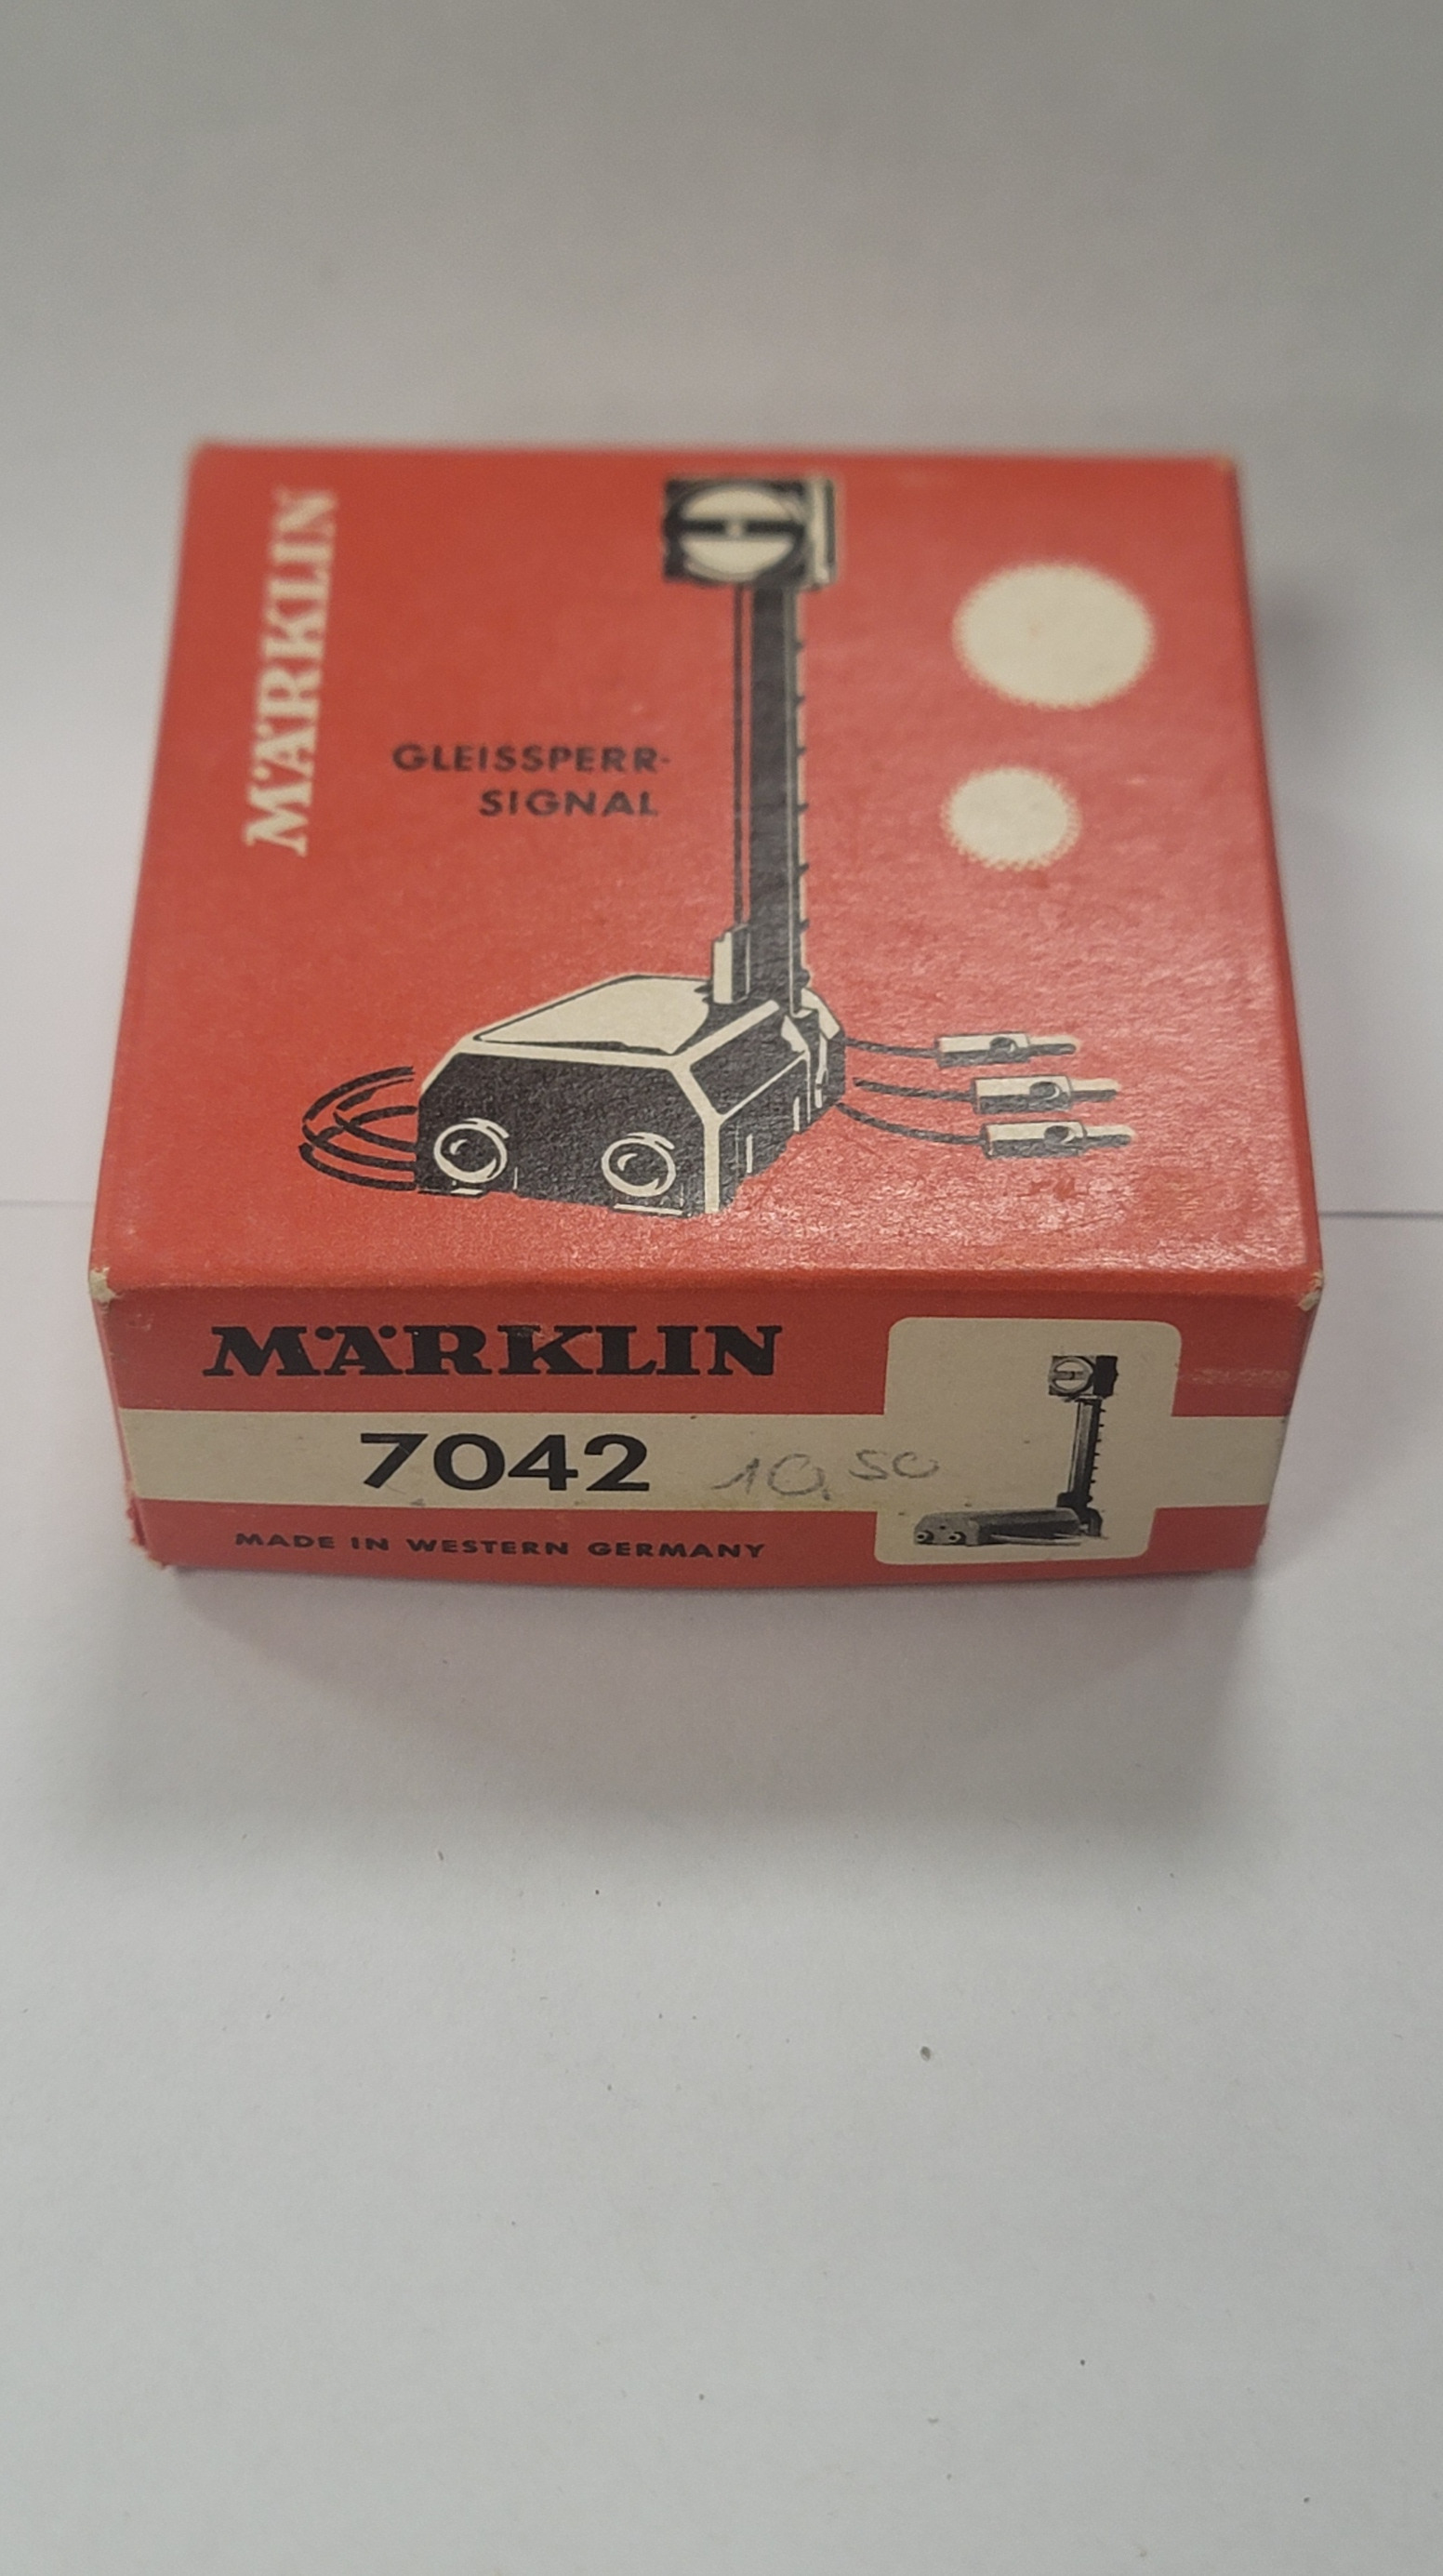 MÄRKLIN
GLEISSPERR-
SIGNAL
MÄRKLIN
7042 10,50
MADE IN WESTERN GERMANY